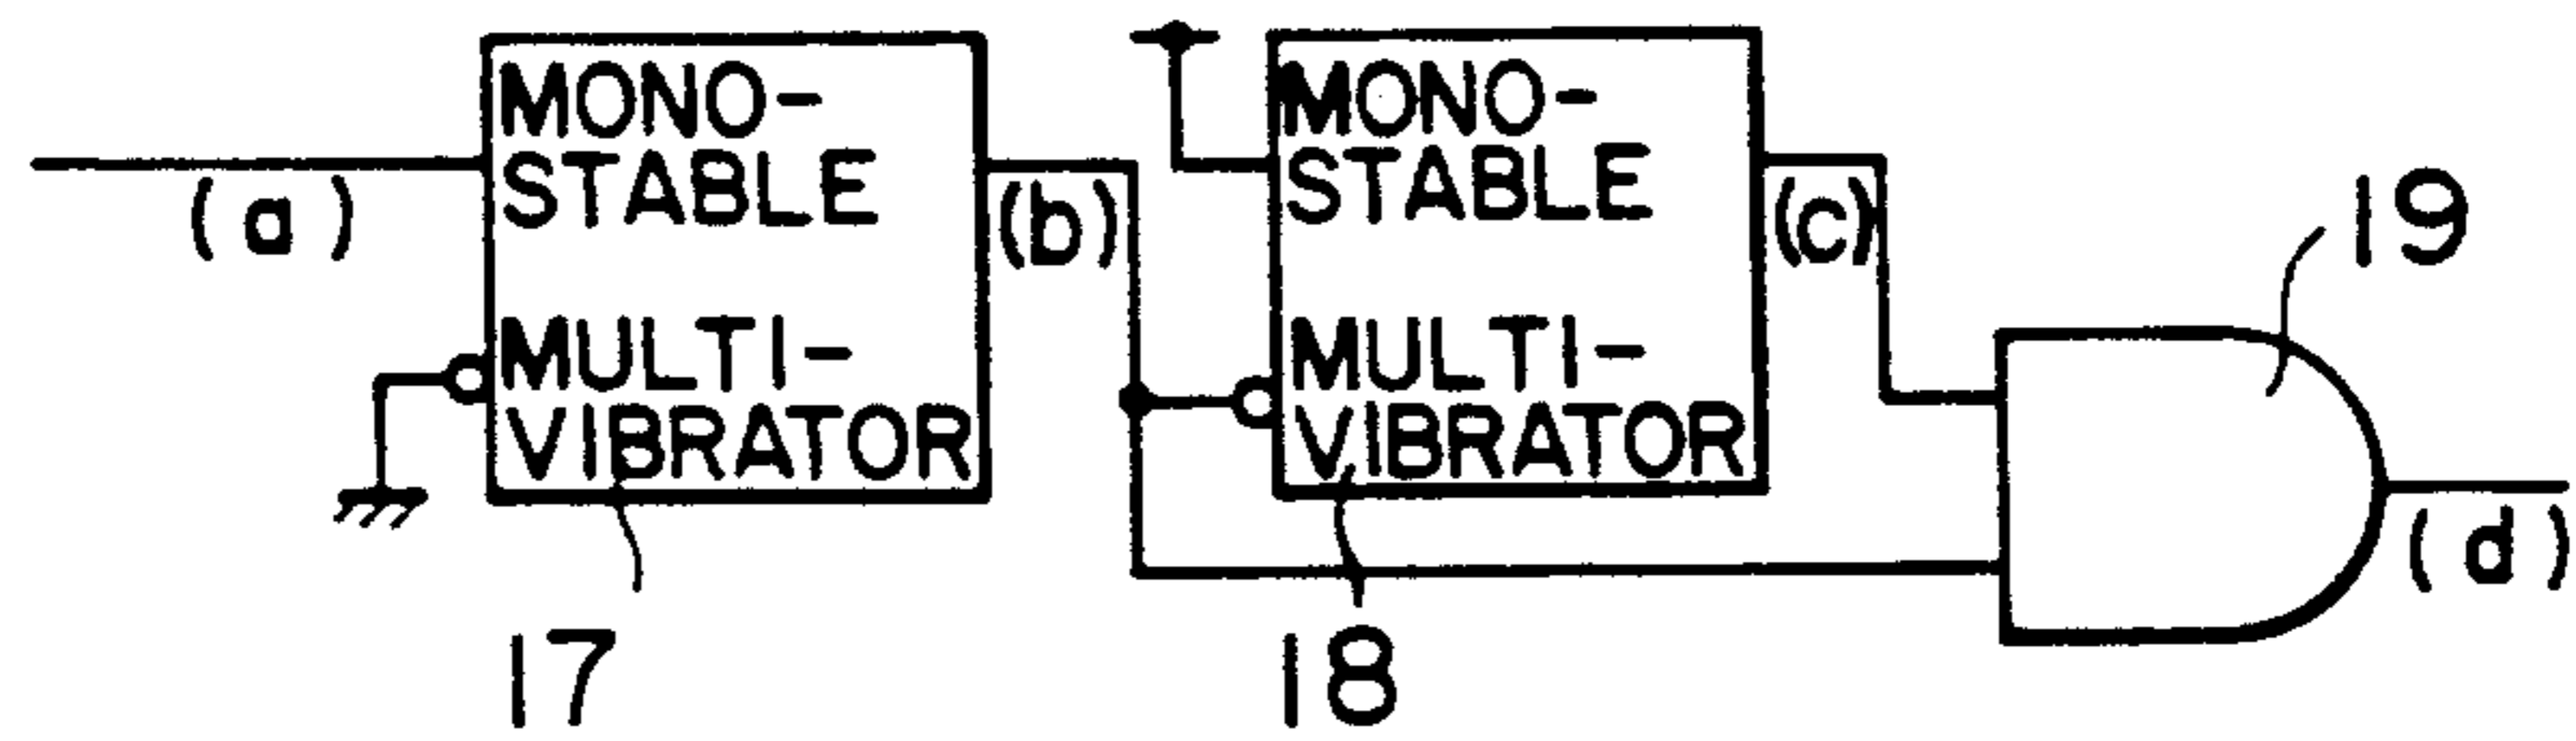 MONO-
STABLE
MULTI-
VIBRATOR
(a)
(b)
MONO-
STABLE
MULTI-
VIBRATOR
(c)
19
(d)
17
18